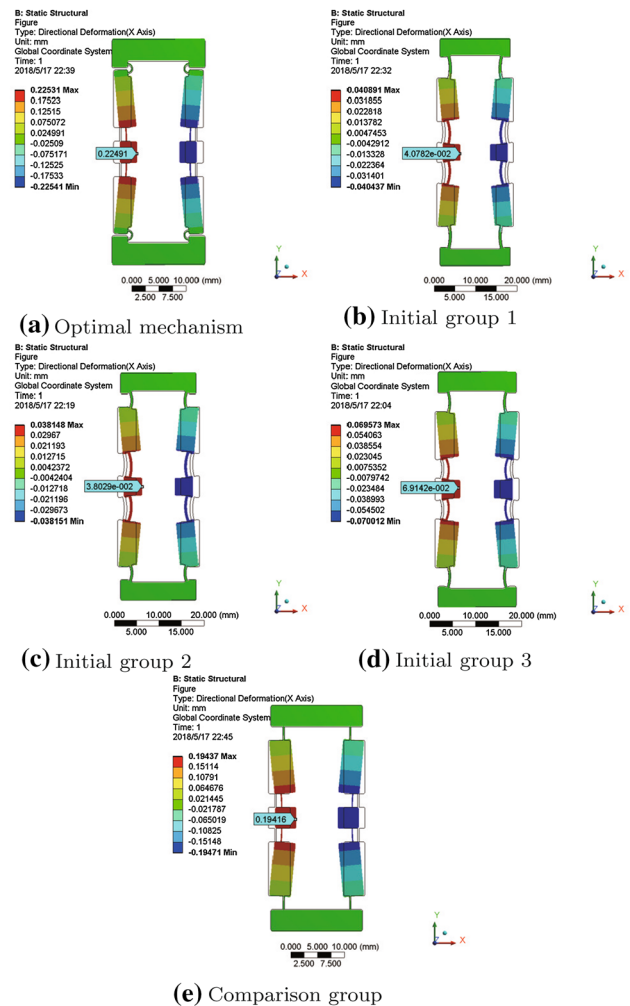 B: Static Structural
Figure
Type: Directional Deformation(X Axis)
Unit: mm
Global Coordinate System
Time: 1
2018/5/17 22:39
0.22531 Max
0.17523
0.12515
0.075072
0.024991
-0.02509
-0.075171
-0.12525
-0.17533
-0.22541 Min
0.22491
0.000 5.000 10.000 (mm)
2.500 7.500
Y
Z X
(a) Optimal mechanism
B: Static Structural
Figure
Type: Directional Deformation(X Axis)
Unit: mm
Global Coordinate System
Time: 1
2018/5/17 22:32
0.040891 Max
0.031855
0.022818
0.013782
0.0047453
-0.0042912
-0.013328
-0.022364
-0.031401
-0.040437 Min
4.0782e-002
0.000 10.000 20.000 (mm)
5.000 15.000
Y
Z X
(b) Initial group 1
B: Static Structural
Figure
Type: Directional Deformation(X Axis)
Unit: mm
Global Coordinate System
Time: 1
2018/5/17 22:19
0.038148 Max
0.02967
0.021193
0.012715
0.0042372
-0.0042404
-0.012718
-0.021196
-0.029673
-0.038151 Min
3.8029e-002
0.000 10.000 20.000 (mm)
5.000 15.000
Y
Z X
(c) Initial group 2
B: Static Structural
Figure
Type: Directional Deformation(X Axis)
Unit: mm
Global Coordinate System
Time: 1
2018/5/17 22:04
0.069573 Max
0.054063
0.038554
0.023045
0.0075352
-0.0079742
-0.023484
-0.038993
-0.054502
-0.070012 Min
6.9142e-002
0.000 10.000 20.000 (mm)
5.000 15.000
Y
Z X
(d) Initial group 3
B: Static Structural
Figure
Type: Directional Deformation(X Axis)
Unit: mm
Global Coordinate System
Time: 1
2018/5/17 22:45
0.19437 Max
0.15114
0.10791
0.064676
0.021445
-0.021787
-0.065019
-0.10825
-0.15148
-0.19471 Min
0.19416
0.000 5.000 10.000 (mm)
2.500 7.500
Y
Z X
(e) Comparison group